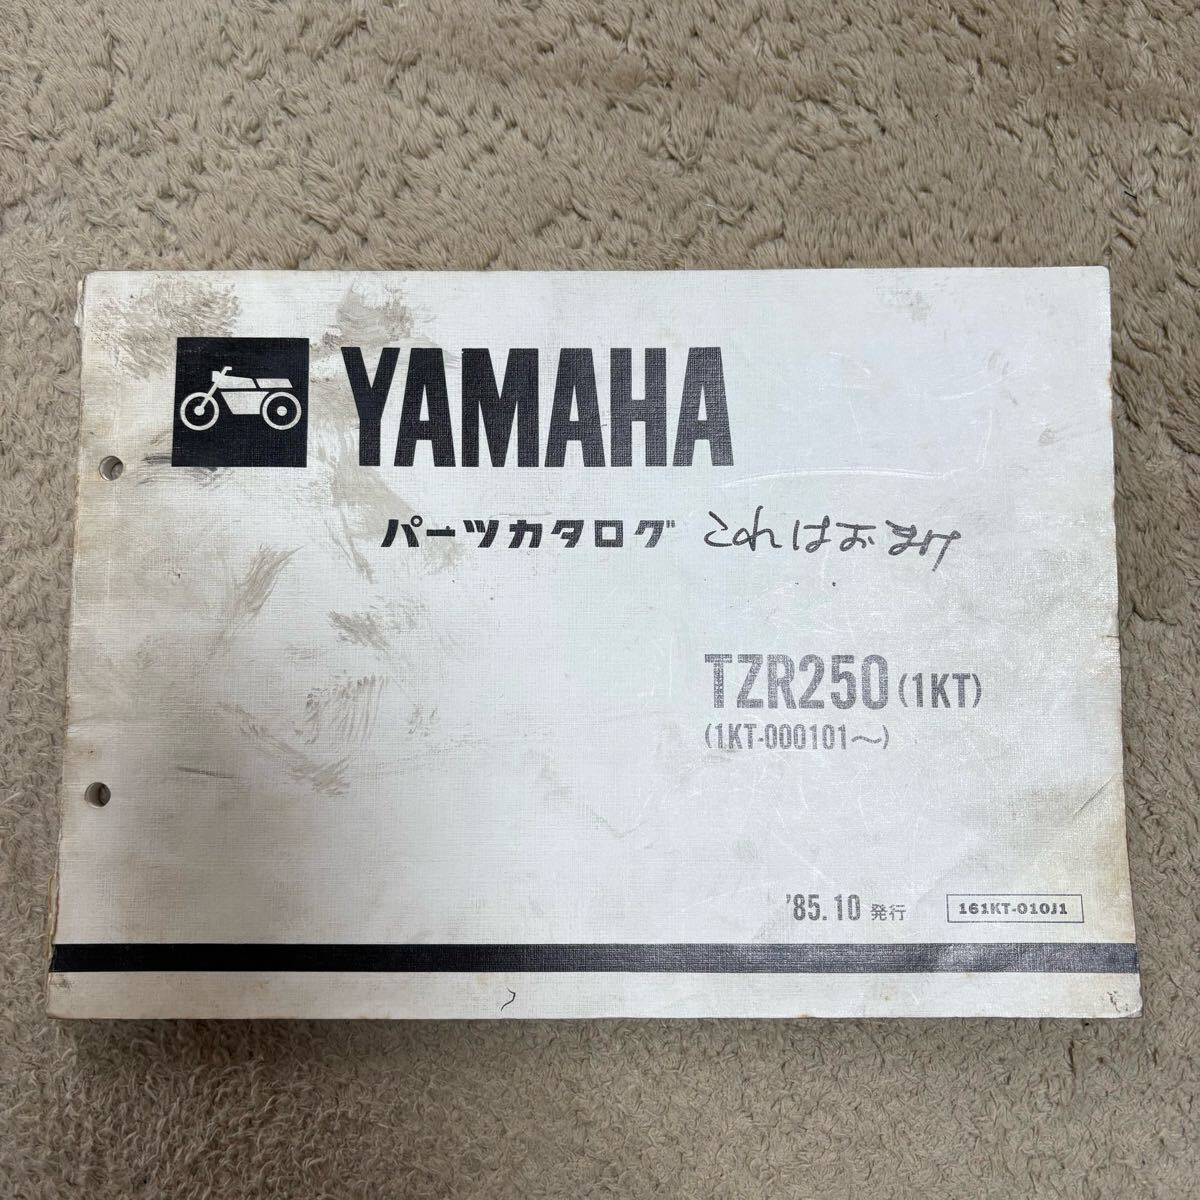 YAMAHA
パーツカタログ これはおまけ
TZR250 (1KT)
(1KT-000101～)
'85.10 発行 161KT-010J1